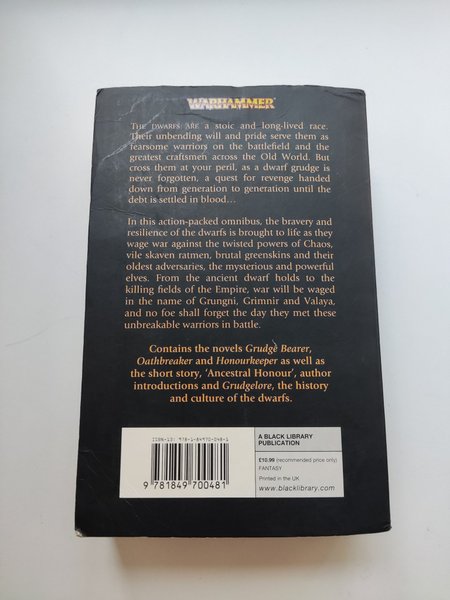 WARHAMMER
THE DWARFS ARE a stoic and long-lived race.
Their unbending will and pride serve them as
fearsome warriors on the battlefield and the
greatest craftsmen across the Old World. But
cross them at your peril, as a dwarf grudge is
never forgotten, a quest for revenge handed
down from generation to generation until the
debt is settled in blood...
In this action-packed omnibus, the bravery and
resilience of the dwarfs is brought to life as they
wage war against the twisted powers of Chaos,
vile skaven ratmen, brutal greenskins and their
oldest adversaries, the mysterious and powerful
elves. From the ancient dwarf holds to the
killing fields of the Empire, war will be waged
in the name of Grungni, Grimnir and Valaya,
and no foe shall forget the day they met these
unbreakable warriors in battle.
Contains the novels Grudge Bearer,
Oathbreaker and Honourkeeper as well as
the short story, 'Ancestral Honour', author
introductions and Grudgelore, the history
and culture of the dwarfs.
ISBN-13: 978-1-84970-048-1
9 781849 700481
A BLACK LIBRARY
PUBLICATION
£10.99 (recommended price only)
FANTASY
Printed in the UK
www.blacklibrary.com